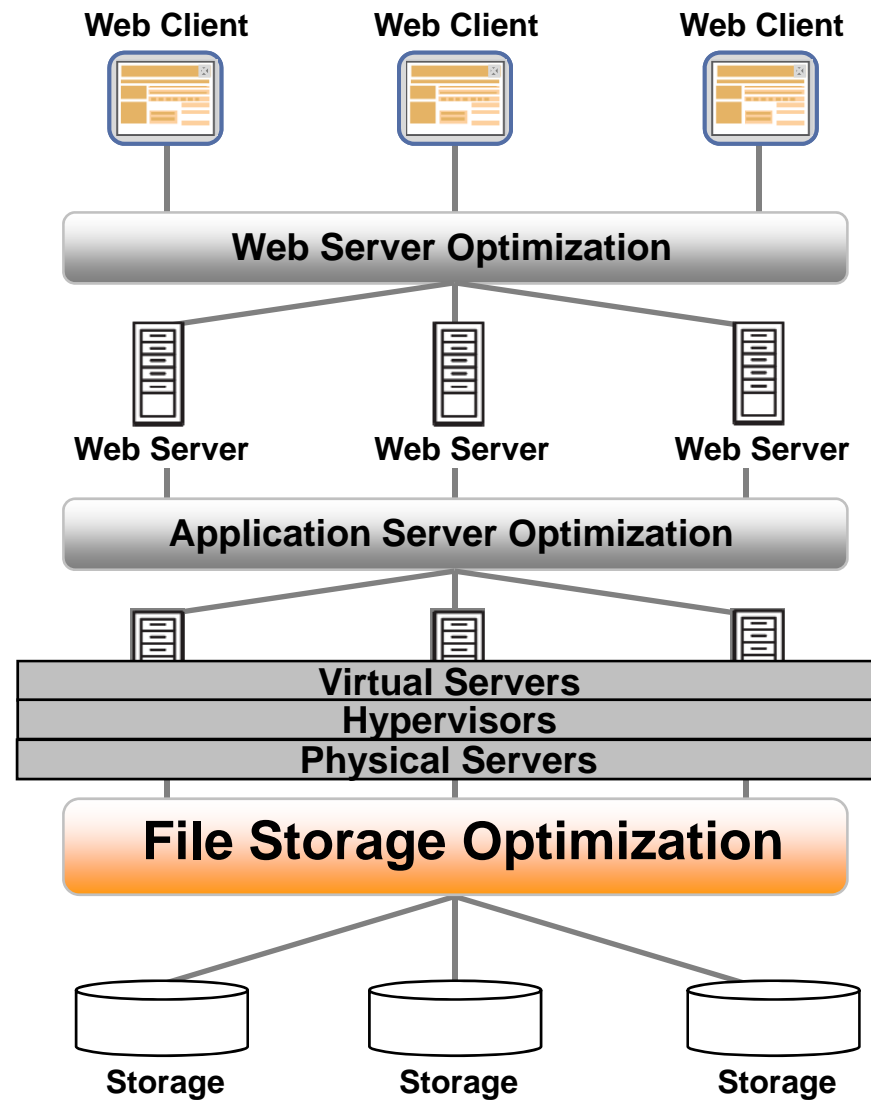 Web Client
Web Client
Web Client
Web Server Optimization
Web Server
Web Server
Web Server
Application Server Optimization
Virtual Servers
Hypervisors
Physical Servers
File Storage Optimization
Storage
Storage
Storage